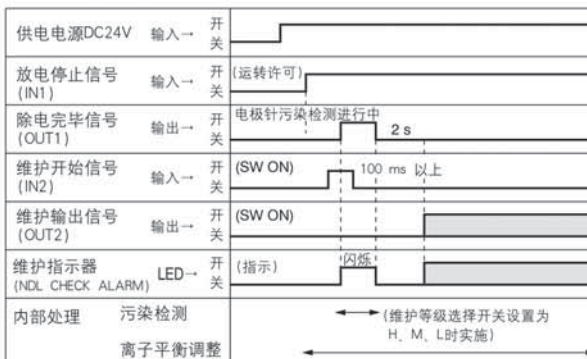 供电电源DC24V 输入→ 开 关
放电停止信号 (IN1) 输入→ 开 关 (运转许可)
除电完毕信号 (OUT1) 输出→ 开 关 电极针污染检测进行中 2 s
维护开始信号 (IN2) 输入→ 开 关 (SW ON) 100 ms 以上
维护输出信号 (OUT2) 输出→ 开 关 (SW ON)
维护指示器 (NDL CHECK ALARM) LED→ 开 关 (指示) 闪烁
内部处理 污染检测 (维护等级选择开关设置为
H、M、L时实施)
离子平衡调整